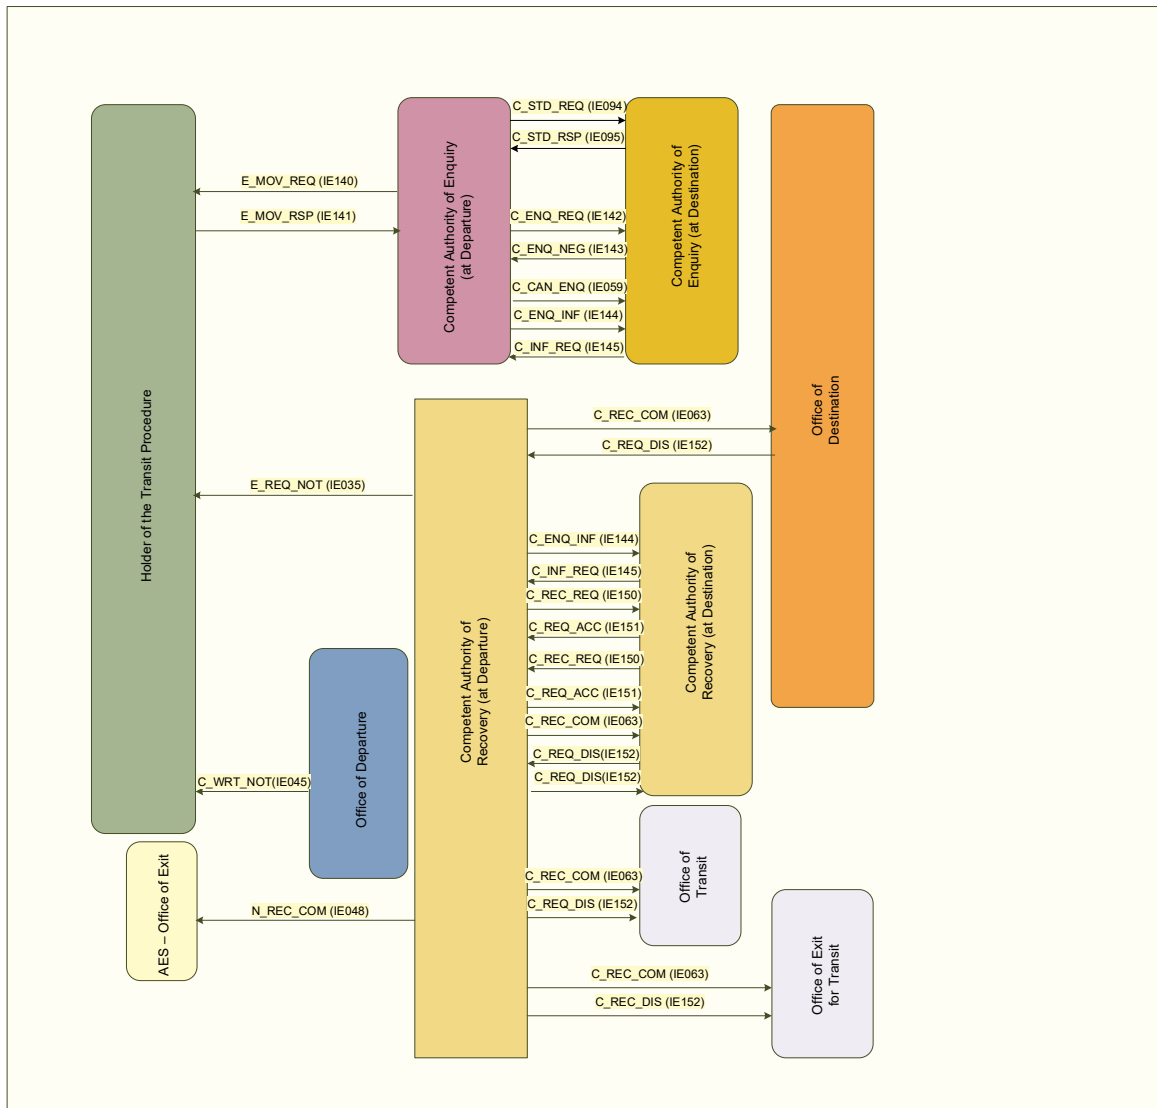 C_STD_REQ (IE094)
C_STD_RSP (IE095)
E_MOV_REQ (IE140)
E_MOV_RSP (IE141)
C_ENQ_REQ (IE142)
C_ENQ_NEG (IE143)
C_CAN_ENQ (IE059)
C_ENQ_INF (IE144)
C_INF_REQ (IE145)
Competent Authority of Enquiry
(at Departure)
Competent Authority of
Enquiry (at Destination)
Holder of the Transit Procedure
Office of
Destination
C_REC_COM (IE063)
C_REQ_DIS (IE152)
E_REQ_NOT (IE035)
C_ENQ_INF (IE144)
C_INF_REQ (IE145)
C_REC_REQ (IE150)
C_REQ_ACC (IE151)
C_REC_REQ (IE150)
C_REQ_ACC (IE151)
C_REC_COM (IE063)
C_REQ_DIS(IE152)
C_REQ_DIS(IE152)
Competent Authority of
Recovery (at Departure)
Competent Authority of
Recovery (at Destination)
Office of Departure
C_WRT_NOT(IE045)
AES – Office of Exit
N_REC_COM (IE048)
C_REC_COM (IE063)
C_REQ_DIS (IE152)
Office of
Transit
C_REC_COM (IE063)
C_REC_DIS (IE152)
Office of Exit
for Transit